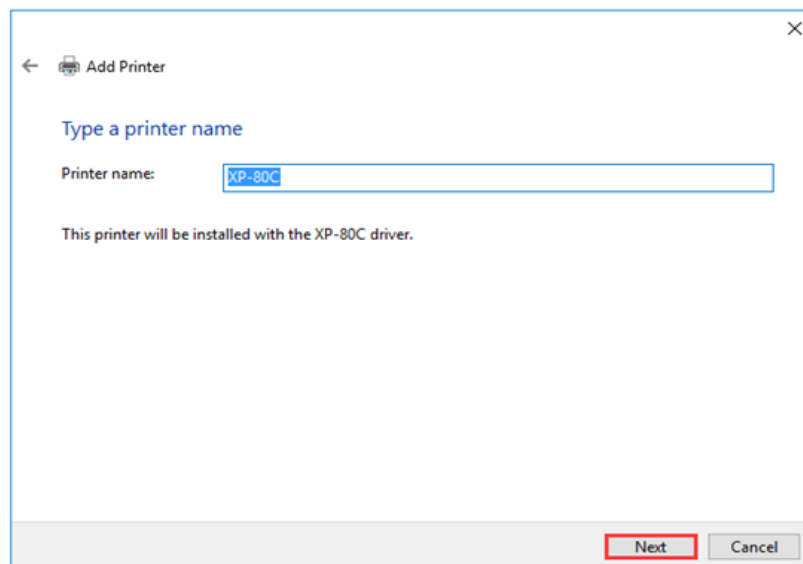 Add Printer
Type a printer name
Printer name: XP-80C
This printer will be installed with the XP-80C driver.
Next Cancel